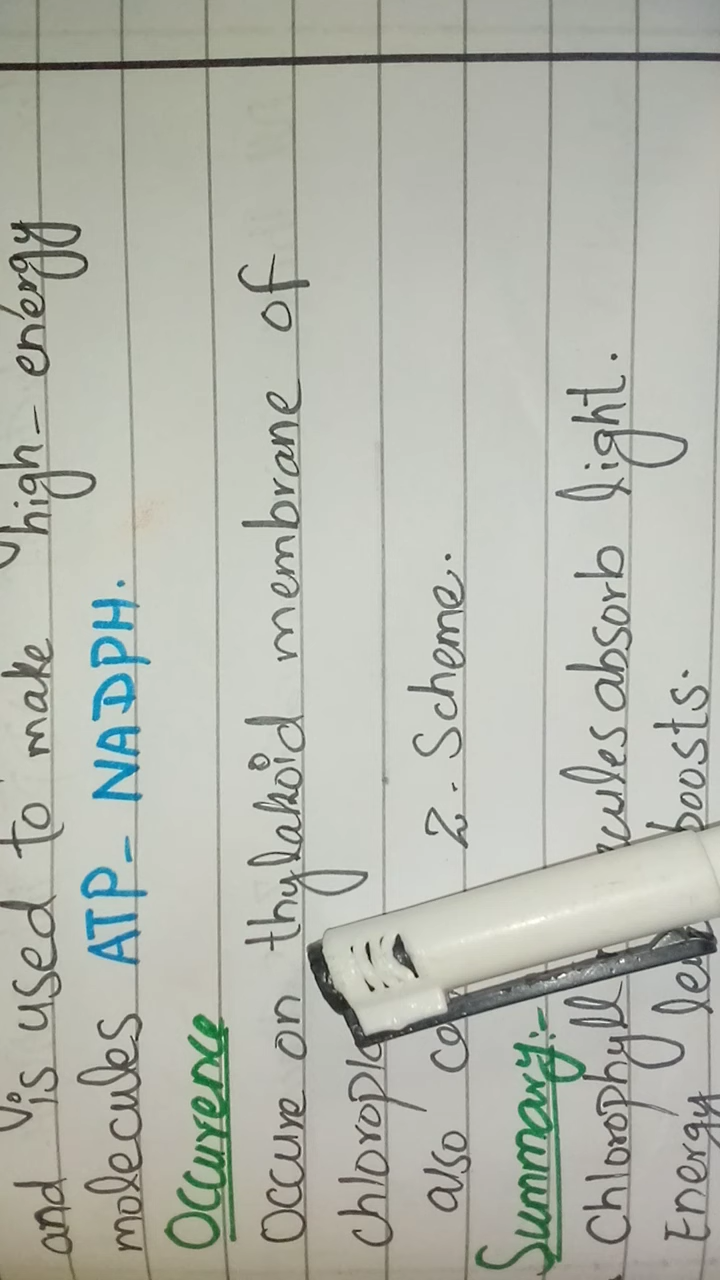 and is used to make high-energy
molecules ATP- NADPH.
Occurence
Occure on thylakoid membrane of
also Z-Scheme.
Summary:-
Chlorophyll absorb light.
Energy boosts.